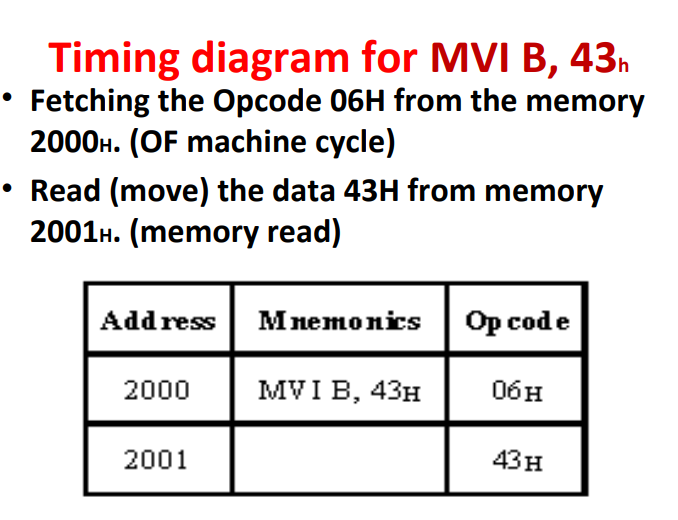 Timing diagram for MVI B, 43h
• Fetching the Opcode 06H from the memory
2000H. (OF machine cycle)
• Read (move) the data 43H from memory
2001H. (memory read)
Address Mnemonics Opcode
2000 MVI B, 43H 06H
2001 43H